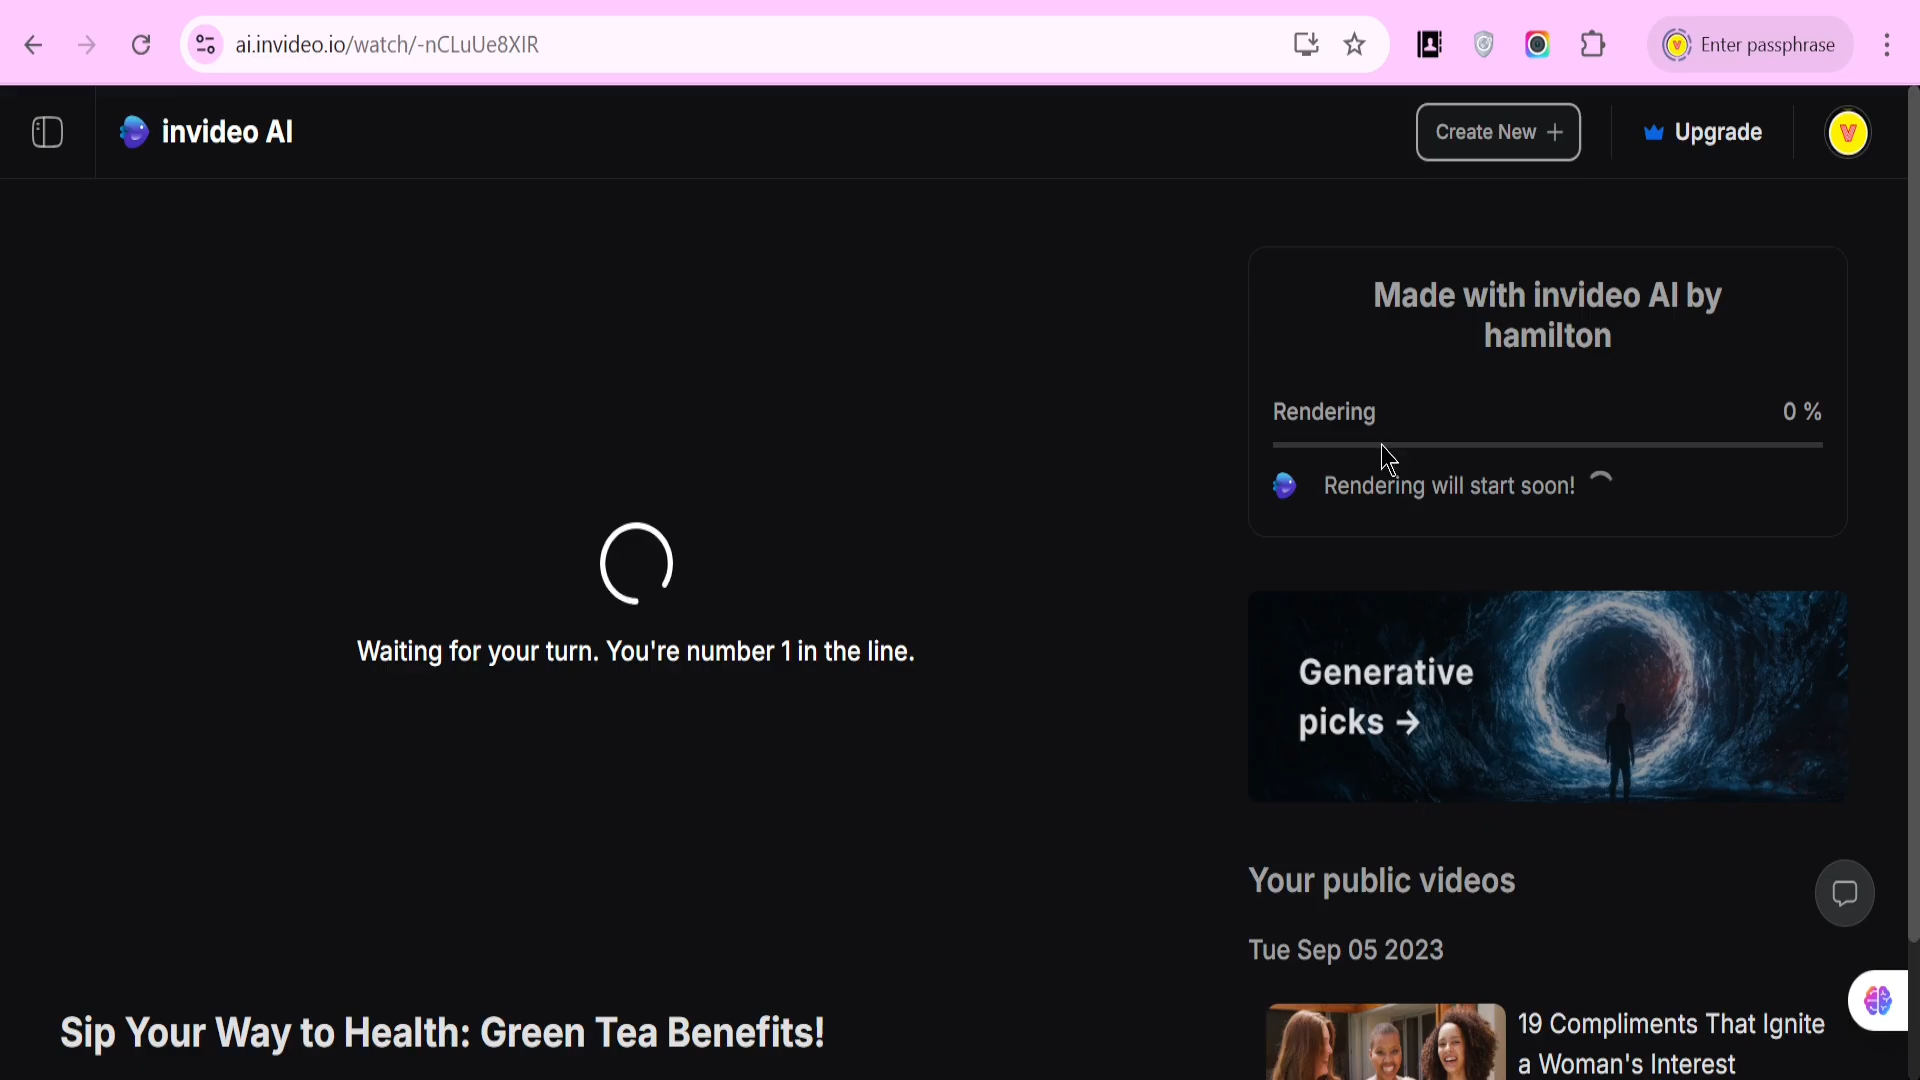 ai.invideo.io/watch/-nCLuUe8XIR
Enter passphrase
invideo AI
Create New +
Upgrade
Made with invideo AI by
hamilton
Rendering
0 %
Rendering will start soon!
Waiting for your turn. You're number 1 in the line.
Generative
picks →
Your public videos
Tue Sep 05 2023
Sip Your Way to Health: Green Tea Benefits!
19 Compliments That Ignite
a Woman's Interest